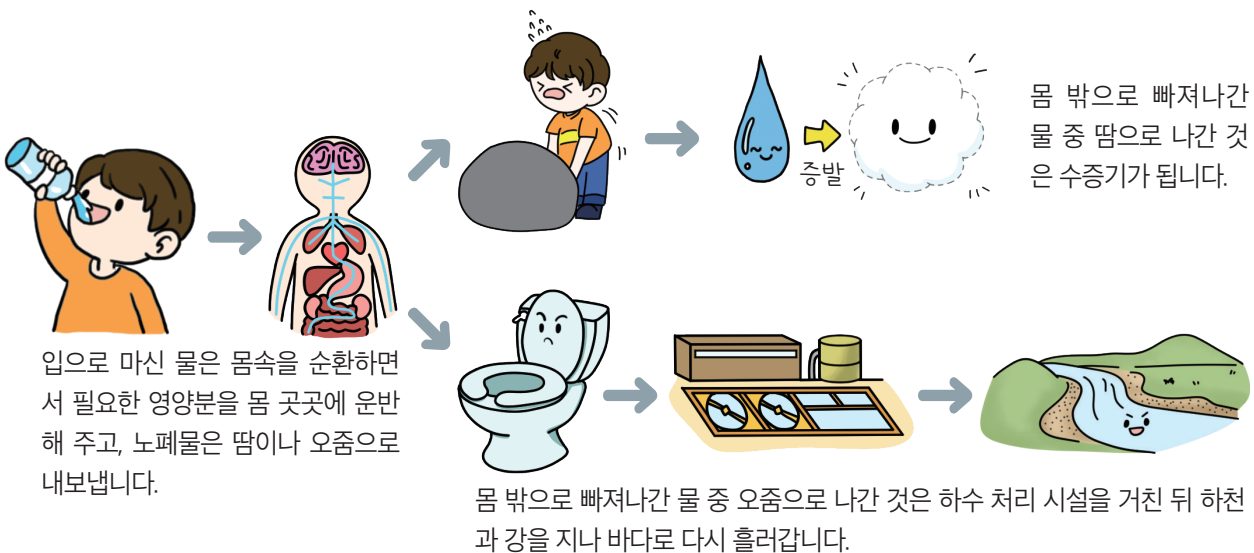 몸 밖으로 빠져나간
물 중 땀으로 나간 것
은 수증기가 됩니다.
증발
입으로 마신 물은 몸속을 순환하면
서 필요한 영양분을 몸 곳곳에 운반
해 주고, 노폐물은 땀이나 오줌으로
내보냅니다.
몸 밖으로 빠져나간 물 중 오줌으로 나간 것은 하수 처리 시설을 거친 뒤 하천
과 강을 지나 바다로 다시 흘러갑니다.